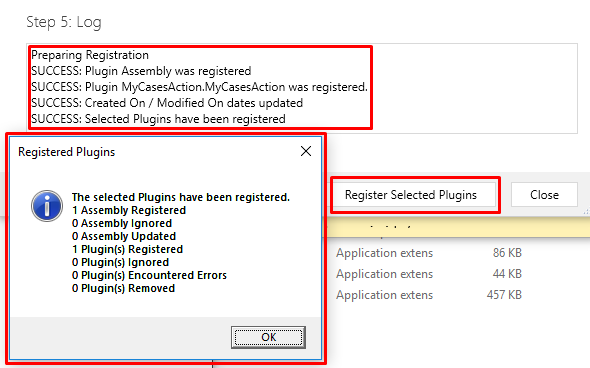 Step 5: Log
Preparing Registration
SUCCESS: Plugin Assembly was registered
SUCCESS: Plugin MyCasesAction.MyCasesAction was registered.
SUCCESS: Created On / Modified On dates updated
SUCCESS: Selected Plugins have been registered
Registered Plugins
The selected Plugins have been registered.
1 Assembly Registered
0 Assembly Ignored
0 Assembly Updated
1 Plugin(s) Registered
0 Plugin(s) Ignored
0 Plugin(s) Encountered Errors
0 Plugin(s) Removed
OK
Register Selected Plugins
Close
Application extens 86 KB
Application extens 44 KB
Application extens 457 KB